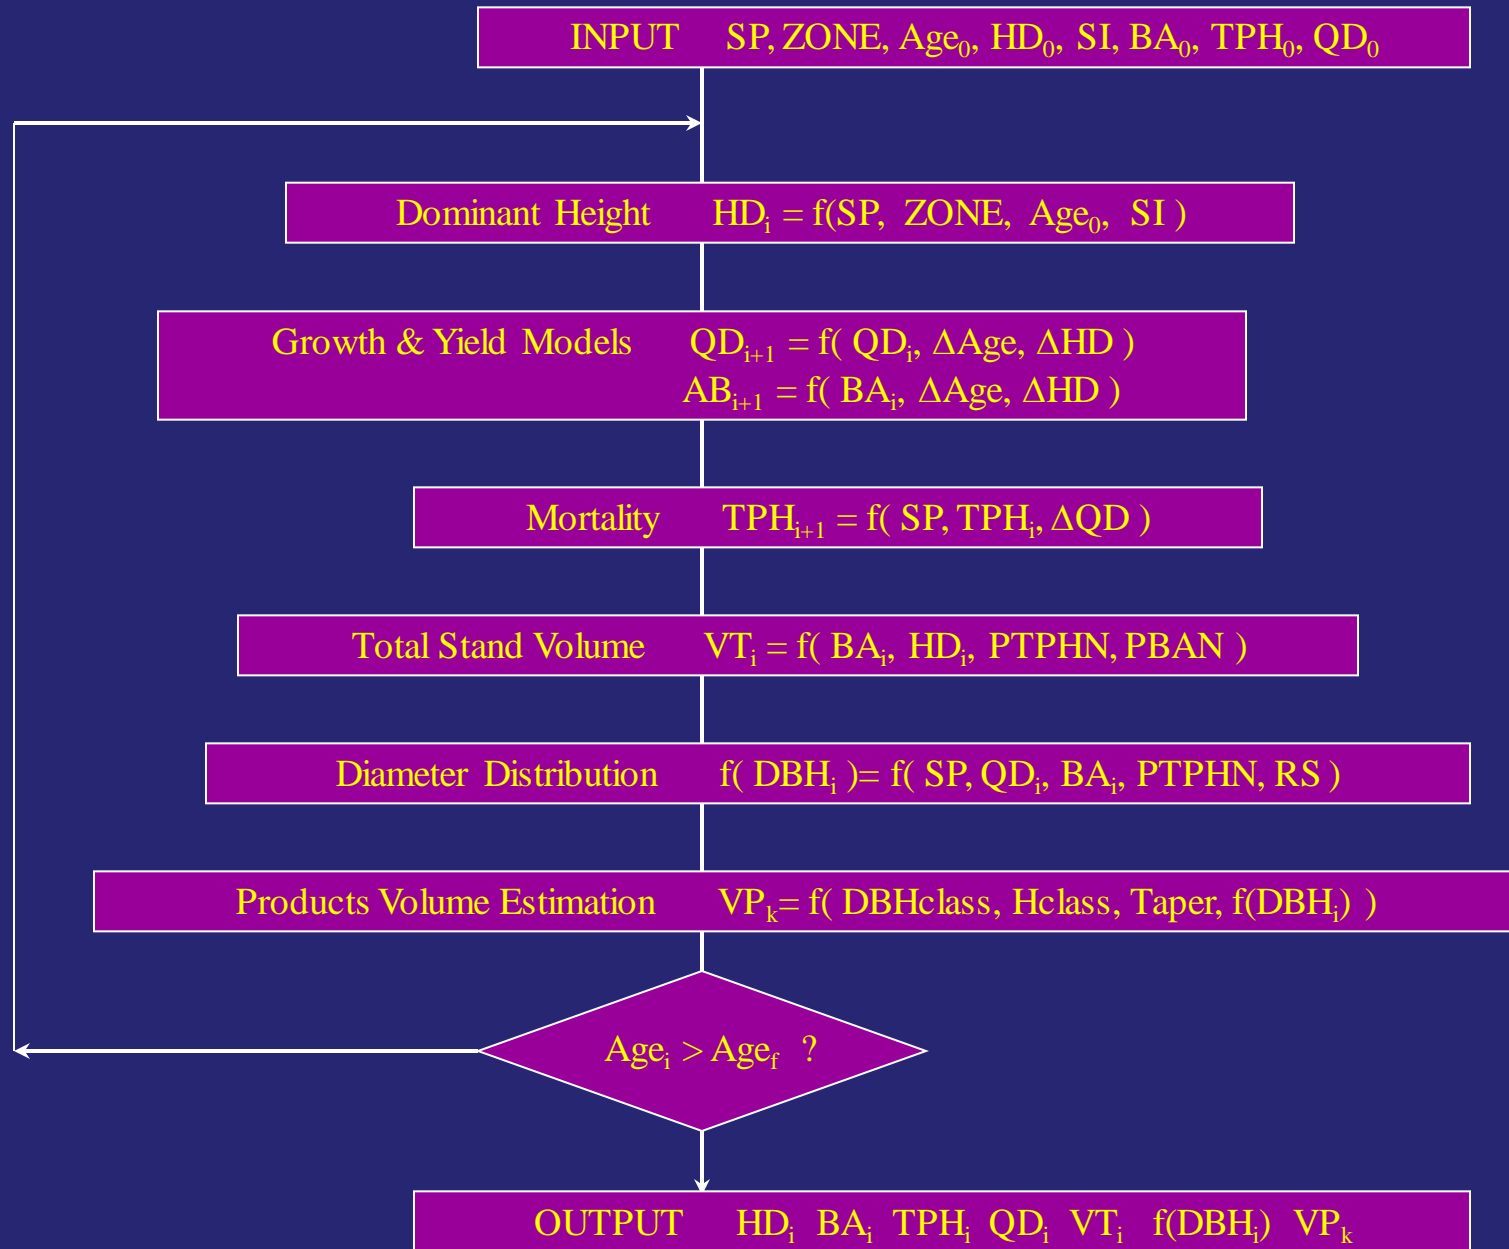 INPUT SP, ZONE, Age₀, HD₀, SI, BA₀, TPH₀, QD₀
Dominant Height HDᵢ = f(SP, ZONE, Age₀, SI )
Growth & Yield Models QDᵢ₊₁ = f( QDᵢ, ΔAge, ΔHD )
ABᵢ₊₁ = f( BAᵢ, ΔAge, ΔHD )
Mortality TPHᵢ₊₁ = f( SP, TPHᵢ, ΔQD )
Total Stand Volume VTᵢ = f( BAᵢ, HDᵢ, PTPHN, PBAN )
Diameter Distribution f( DBHᵢ )= f( SP, QDᵢ, BAᵢ, PTPHN, RS )
Products Volume Estimation VPₖ= f( DBHclass, Hclass, Taper, f(DBHᵢ) )
Ageᵢ > Age_f ?
OUTPUT HDᵢ BAᵢ TPHᵢ QDᵢ VTᵢ f(DBHᵢ) VPₖ